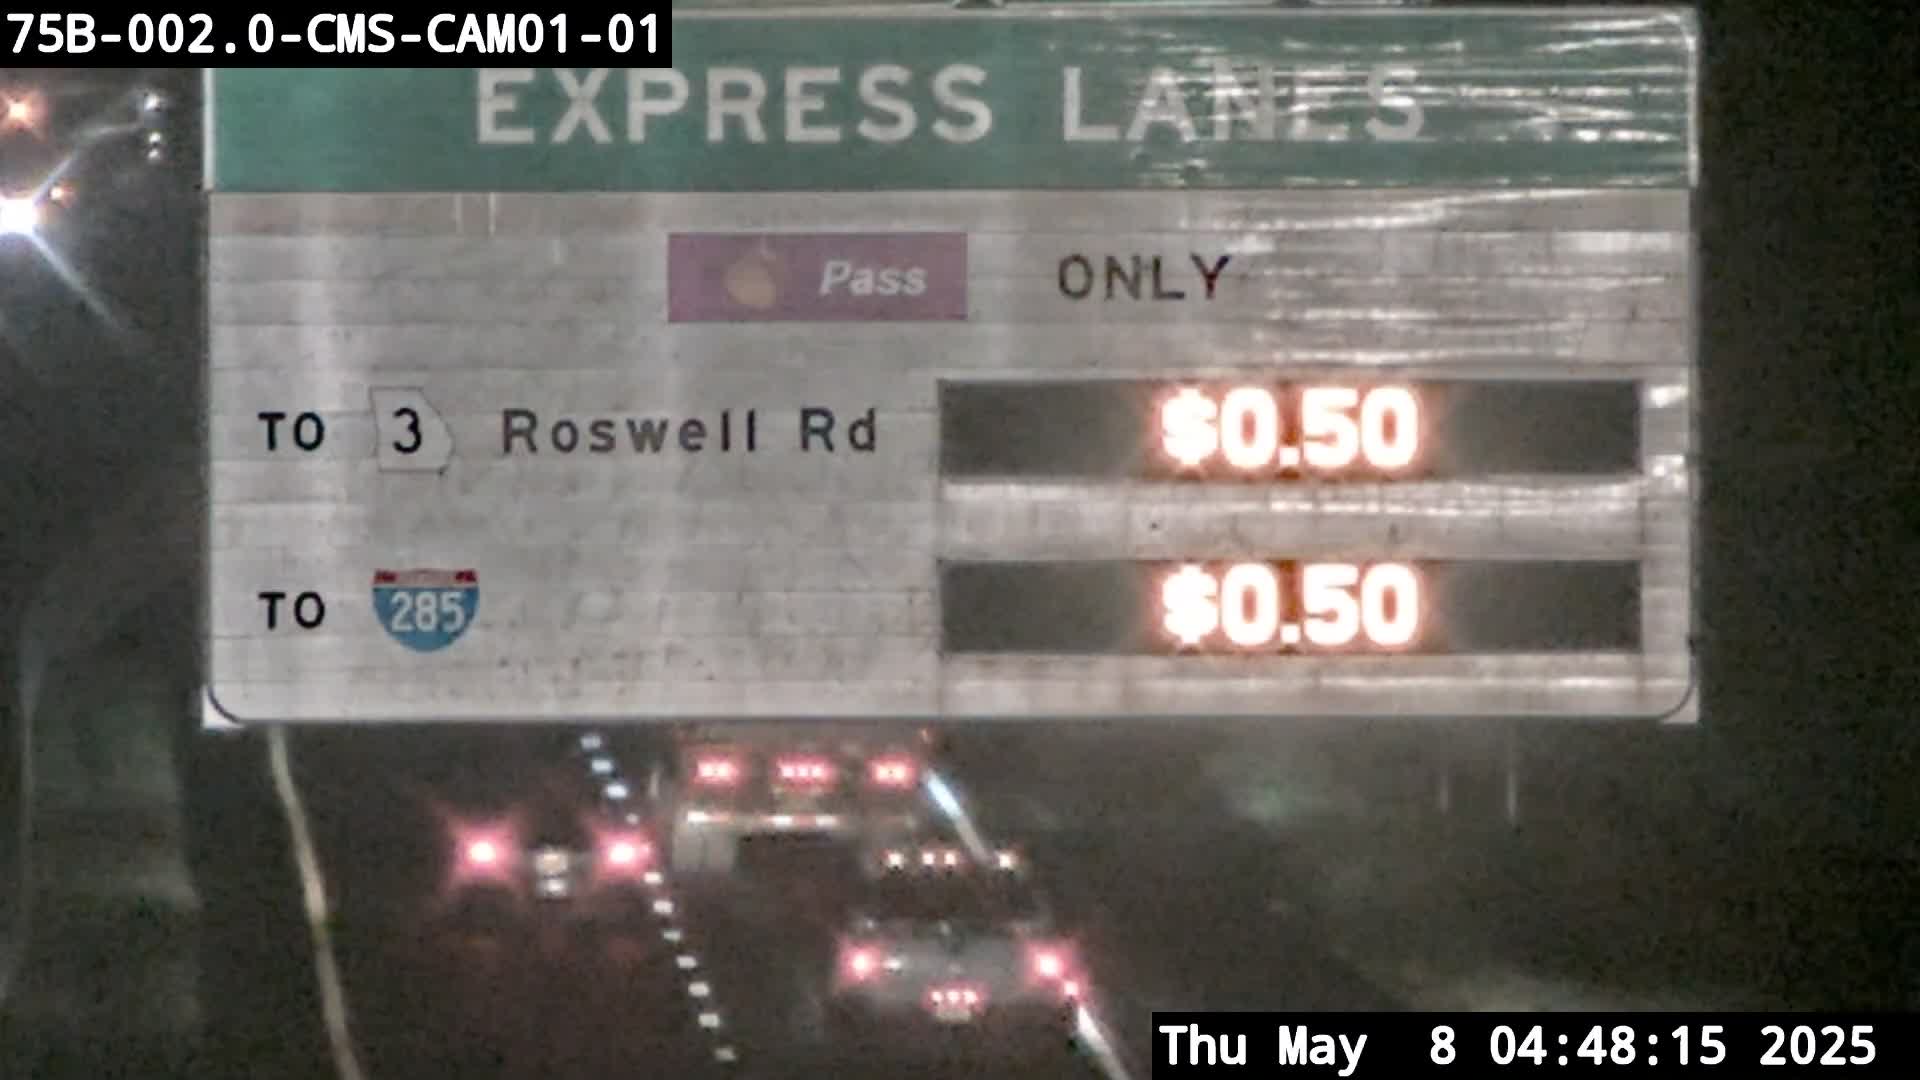 75B-002.0-CMS-CAM01-01
EXPRESS LANES
Pass ONLY
TO 3 Roswell Rd $0.50
TO 285 $0.50
Thu May 8 04:48:15 2025